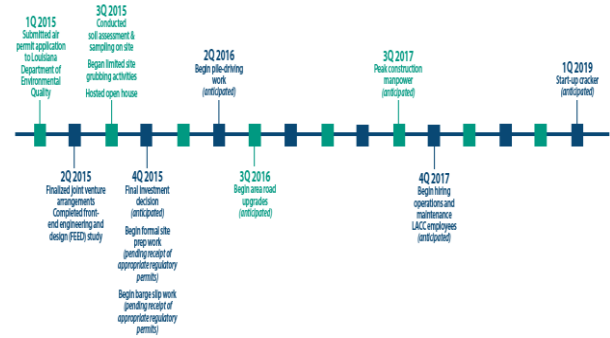 1Q 2015
Submitted air
permit application
to Louisiana
Department of
Environmental
Quality
2Q 2015
Finalized joint venture
arrangements
Completed front-
end engineering and
design (FEED) study
3Q 2015
Conducted
soil assessment &
sampling on site
Began limited site
grubbing activities
Hosted open house
4Q 2015
Final investment
decision
(anticipated)
Begin formal site
prep work
(pending receipt of
appropriate regulatory
permits)
Begin barge slip work
(pending receipt of
appropriate regulatory
permits)
2Q 2016
Begin pile-driving
work
(anticipated)
3Q 2016
Begin area road
upgrades
(anticipated)
3Q 2017
Peak construction
manpower
(anticipated)
4Q 2017
Begin hiring
operations and
maintenance
LACC employees
(anticipated)
1Q 2019
Start-up cracker
(anticipated)